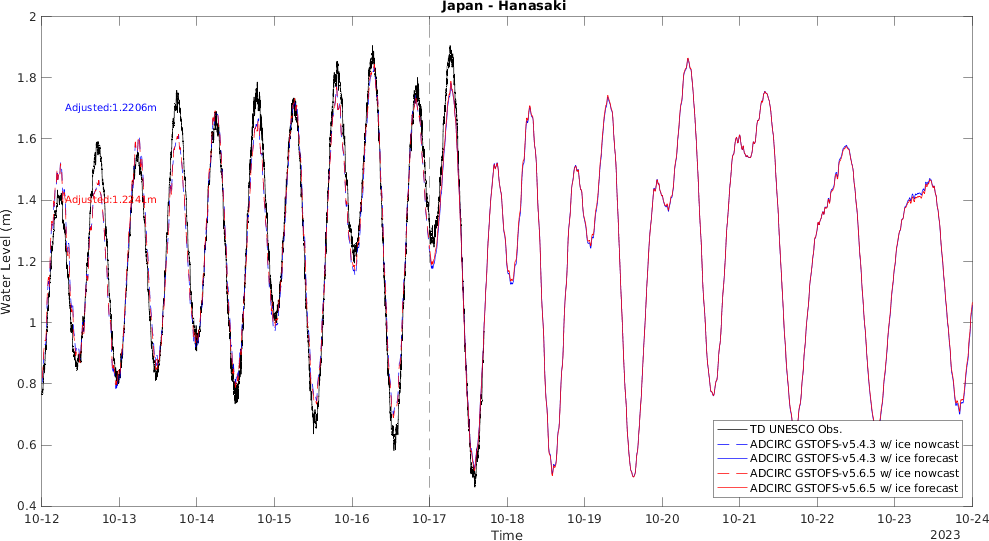 Japan - Hanasaki
2
1.8
1.6
1.4
1.2
1
0.8
0.6
0.4
Water Level (m)
Adjusted:1.2206m
Adjusted:1.2241m
TD UNESCO Obs.
ADCIRC GSTOFS-v5.4.3 w/ ice nowcast
ADCIRC GSTOFS-v5.4.3 w/ ice forecast
ADCIRC GSTOFS-v5.6.5 w/ ice nowcast
ADCIRC GSTOFS-v5.6.5 w/ ice forecast
10-12 10-13 10-14 10-15 10-16 10-17 10-18 10-19 10-20 10-21 10-22 10-23 10-24
Time
2023